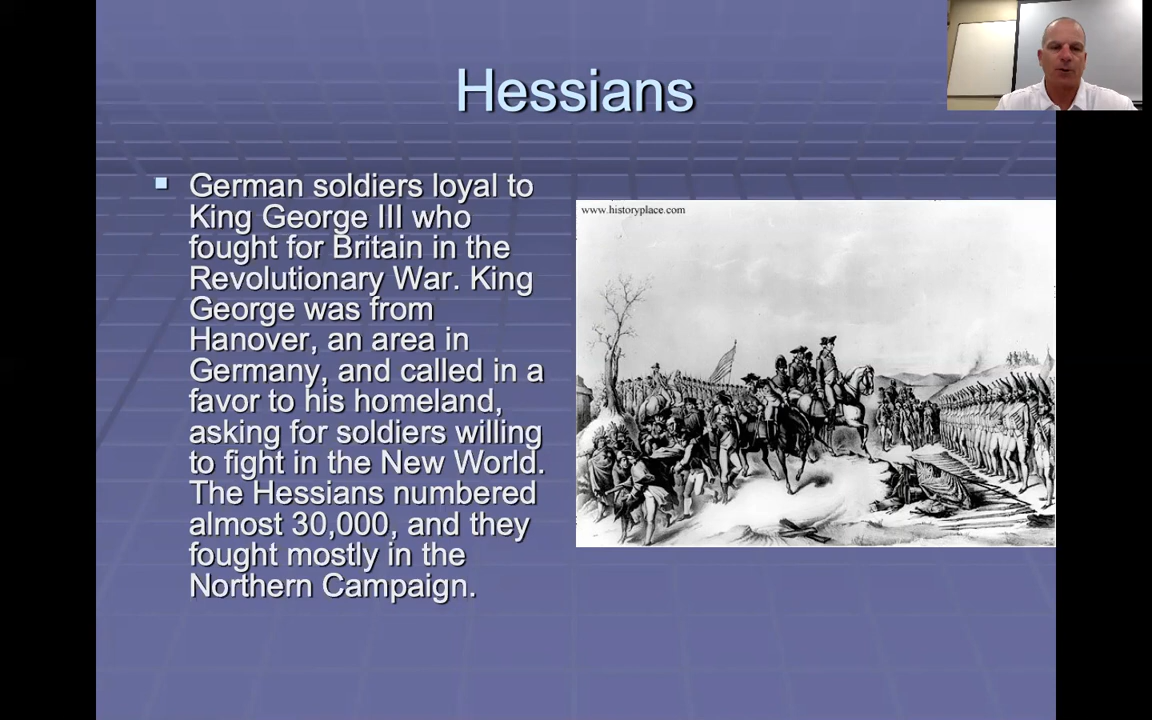 Hessians
German soldiers loyal to
King George III who
fought for Britain in the
Revolutionary War. King
George was from
Hanover, an area in
Germany, and called in a
favor to his homeland,
asking for soldiers willing
to fight in the New World.
The Hessians numbered
almost 30,000, and they
fought mostly in the
Northern Campaign.
www.historyplace.com